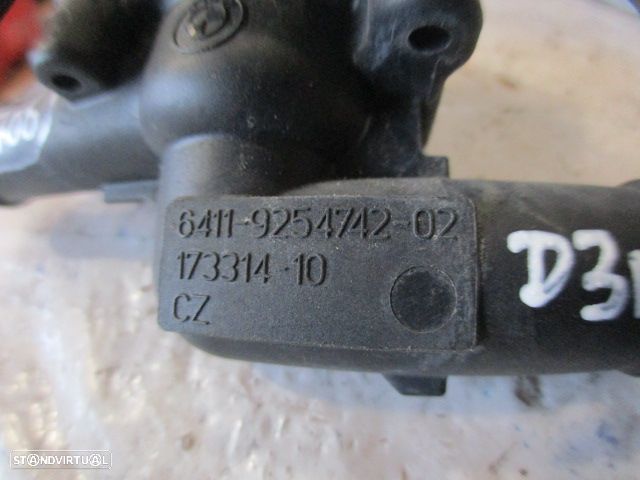 6411-9254742-02
173314-10
CZ
D3
STANDVIRTUAL